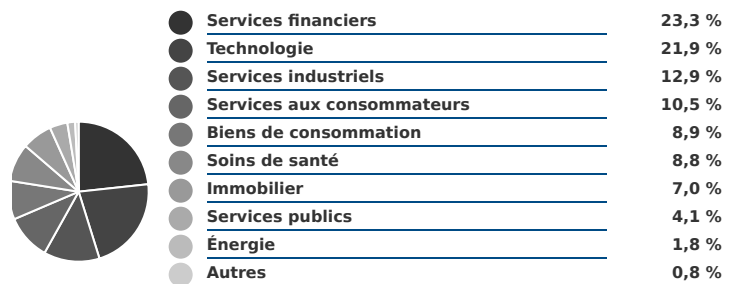 Services financiers 23,3 %
Technologie 21,9 %
Services industriels 12,9 %
Services aux consommateurs 10,5 %
Biens de consommation 8,9 %
Soins de santé 8,8 %
Immobilier 7,0 %
Services publics 4,1 %
Énergie 1,8 %
Autres 0,8 %